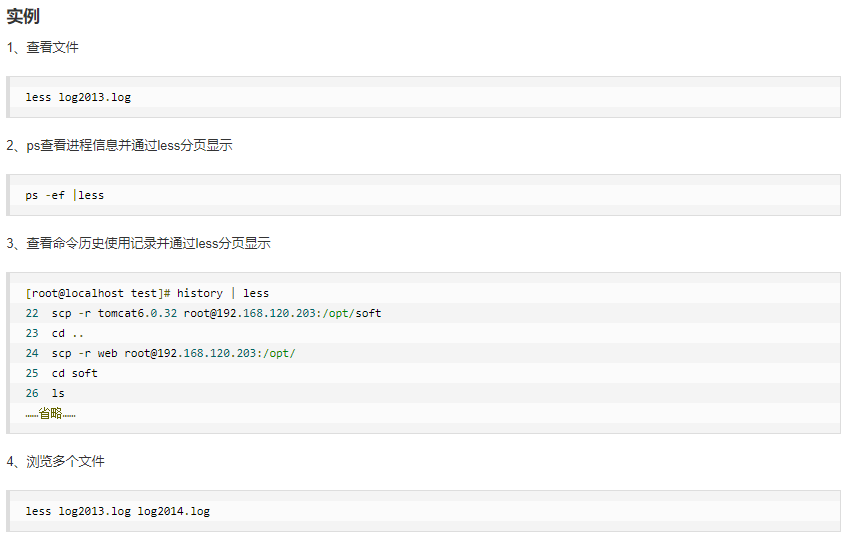 实例
1、查看文件
less log2013.log
2、ps查看进程信息并通过less分页显示
ps -ef |less
3、查看命令历史使用记录并通过less分页显示
[root@localhost test]# history | less
22  scp -r tomcat6.0.32 root@192.168.120.203:/opt/soft
23  cd ..
24  scp -r web root@192.168.120.203:/opt/
25  cd soft
26  ls
……省略……
4、浏览多个文件
less log2013.log log2014.log